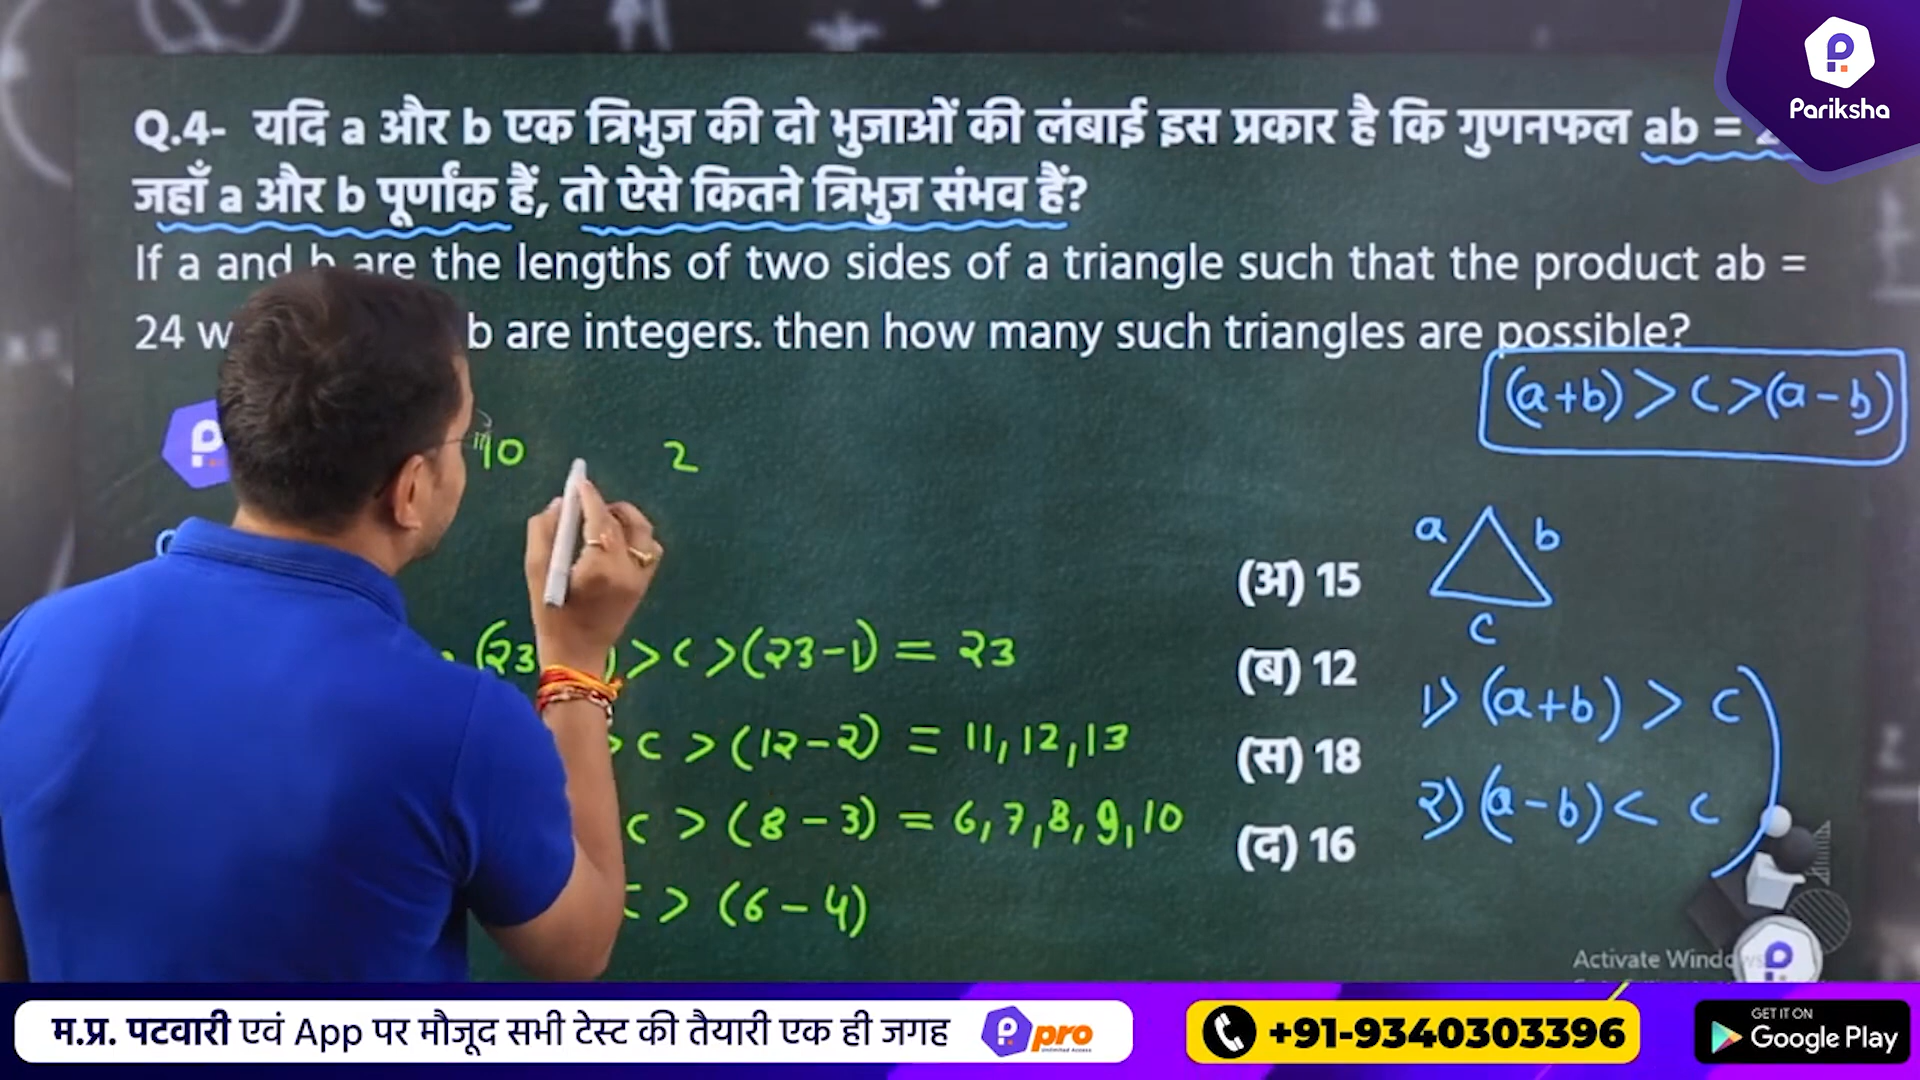 Pariksha
Q.4- यदि a और b एक त्रिभुज की दो भुजाओं की लंबाई इस प्रकार है कि गुणनफल ab =
जहाँ a और b पूर्णांक हैं, तो ऐसे कितने त्रिभुज संभव हैं?
If a and b are the lengths of two sides of a triangle such that the product ab =
24 b are integers. then how many such triangles are possible?
(a+b) > c > (a-b)
10 2
a b
c
(अ) 15
(ब) 12
(स) 18
(द) 16
(23 ) > c > (23-1) = 23
> c > (12-2) = 11, 12, 13
c > (8-3) = 6, 7, 8, 9, 10
c > (6-4)
1) (a+b) > c
2) (a-b) < c
Activate Windows
म.प्र. पटवारी एवं App पर मौजूद सभी टेस्ट की तैयारी एक ही जगह
pro
Unlimited Access
+91-9340303396
GET IT ON
Google Play